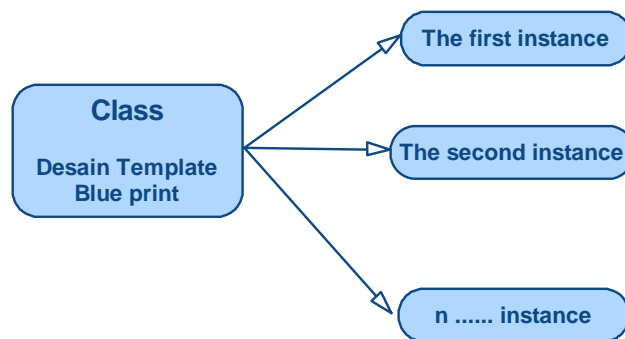 Class
Desain Template
Blue print
The first instance
The second instance
n ...... instance